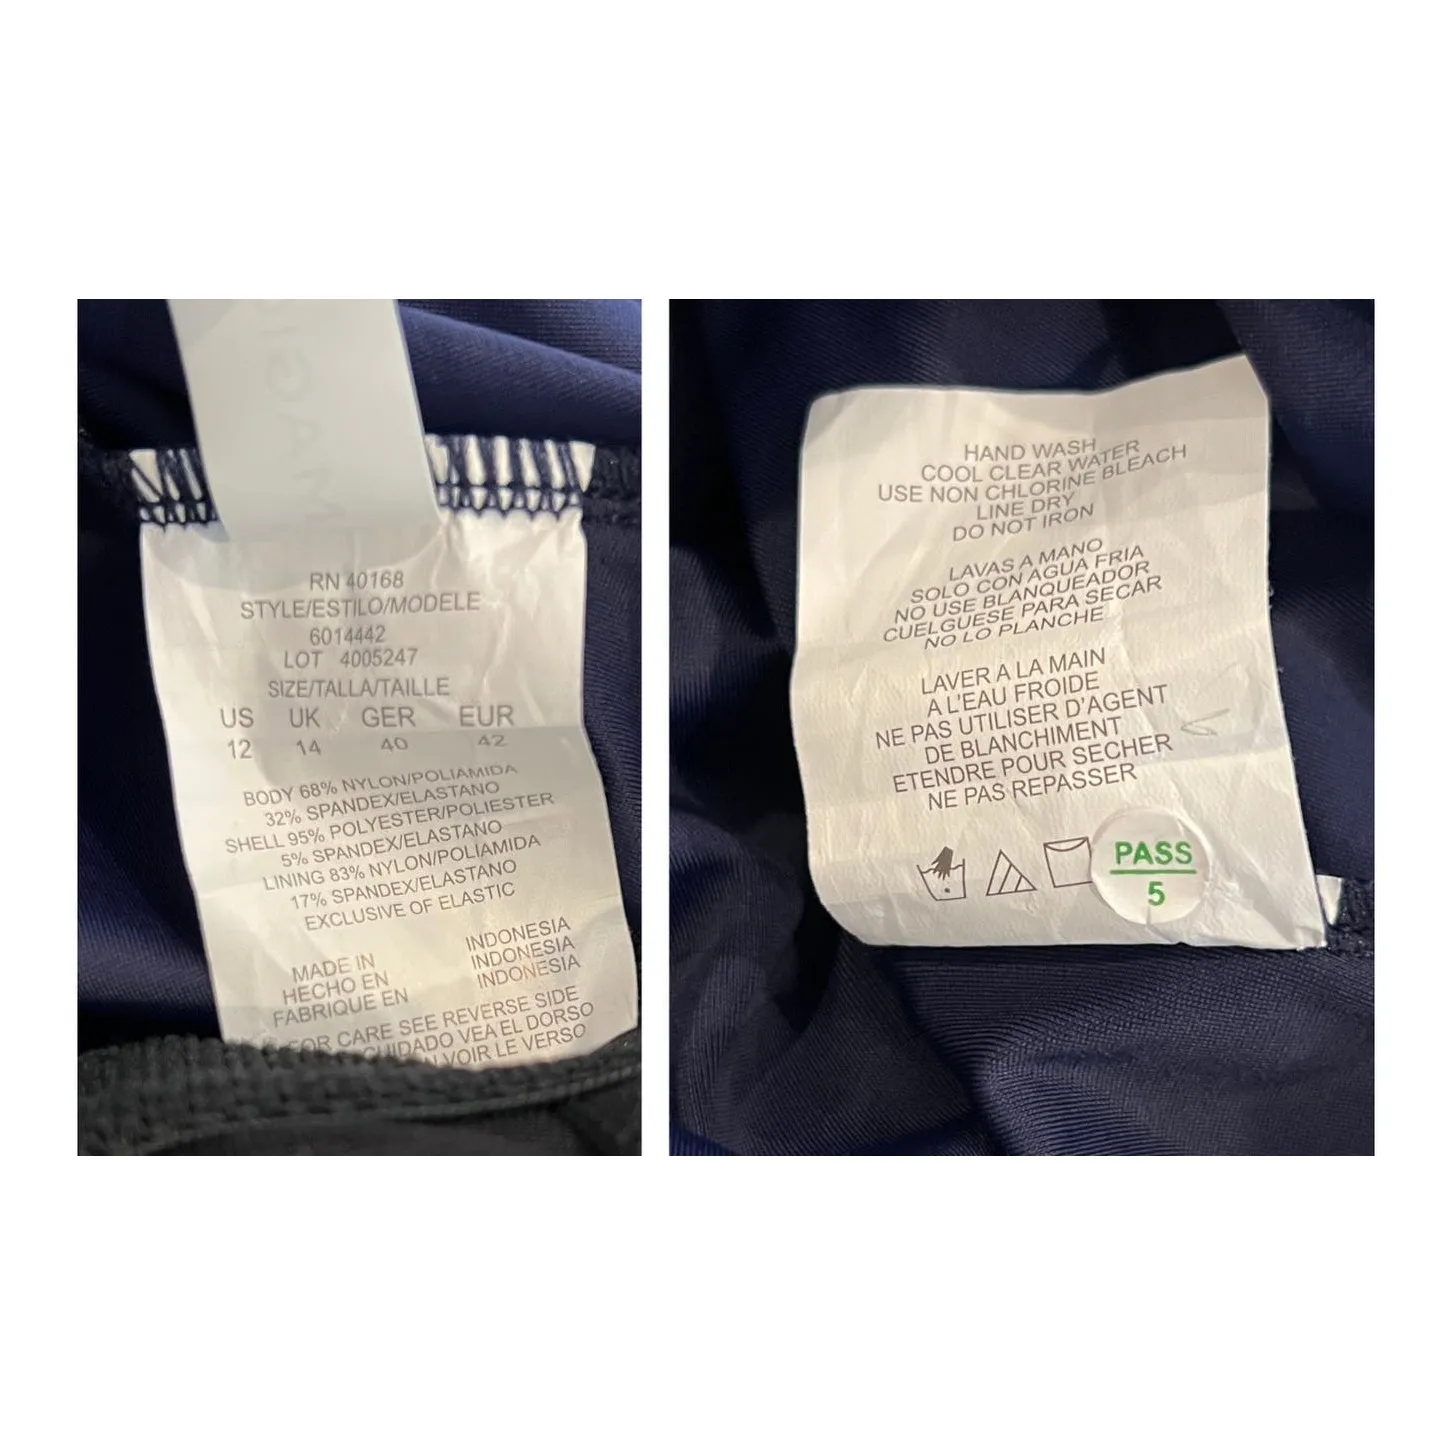 RN 40168
STYLE/ESTILO/MODELE
6014442
LOT 4005247
SIZE/TALLA/TAILLE
US UK GER EUR
12 14 40 42
BODY 68% NYLON/POLIAMIDA
32% SPANDEX/ELASTANO
SHELL 95% POLYESTER/POLIESTER
5% SPANDEX/ELASTANO
LINING 83% NYLON/POLIAMIDA
17% SPANDEX/ELASTANO
EXCLUSIVE OF ELASTIC
MADE IN INDONESIA
HECHO EN INDONESIA
FABRIQUE EN INDONESIA
FOR CARE SEE REVERSE SIDE
CUIDADO VEA EL DORSO
VOIR LE VERSO
HAND WASH
COOL CLEAR WATER
USE NON CHLORINE BLEACH
LINE DRY
DO NOT IRON
LAVAS A MANO
SOLO CON AGUA FRIA
NO USE BLANQUEADOR
CUELGUESE PARA SECAR
NO LO PLANCHE
LAVER A LA MAIN
A L'EAU FROIDE
NE PAS UTILISER D'AGENT
DE BLANCHIMENT
ETENDRE POUR SECHER
NE PAS REPASSER
PASS
5